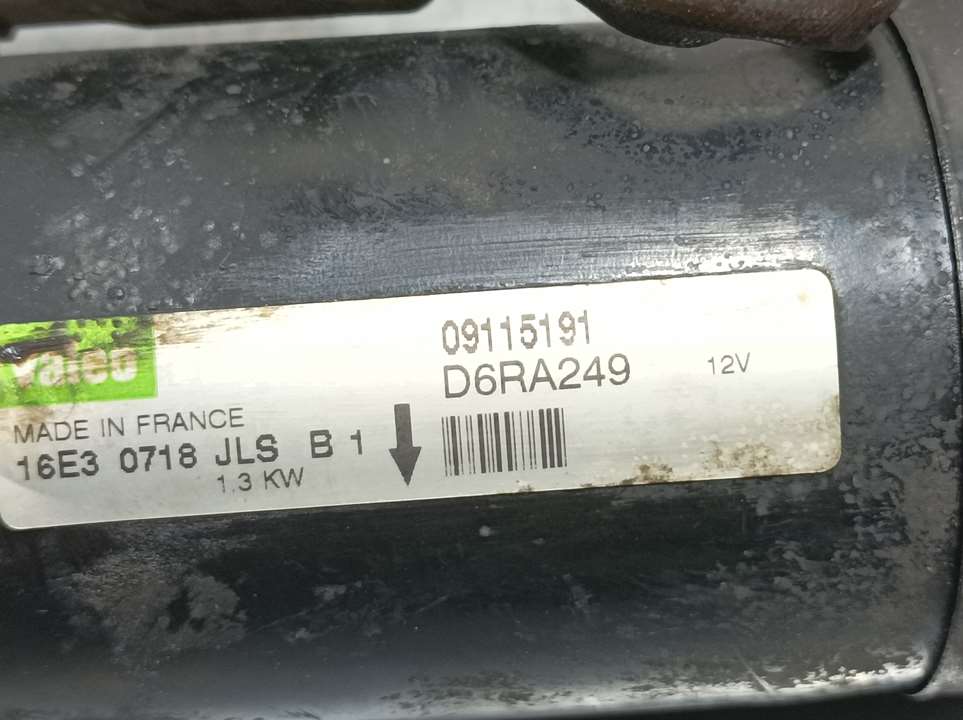 Valeo
MADE IN FRANCE
16E3 0718 JLS B 1
1,3 KW
09115191
D6RA249
12V